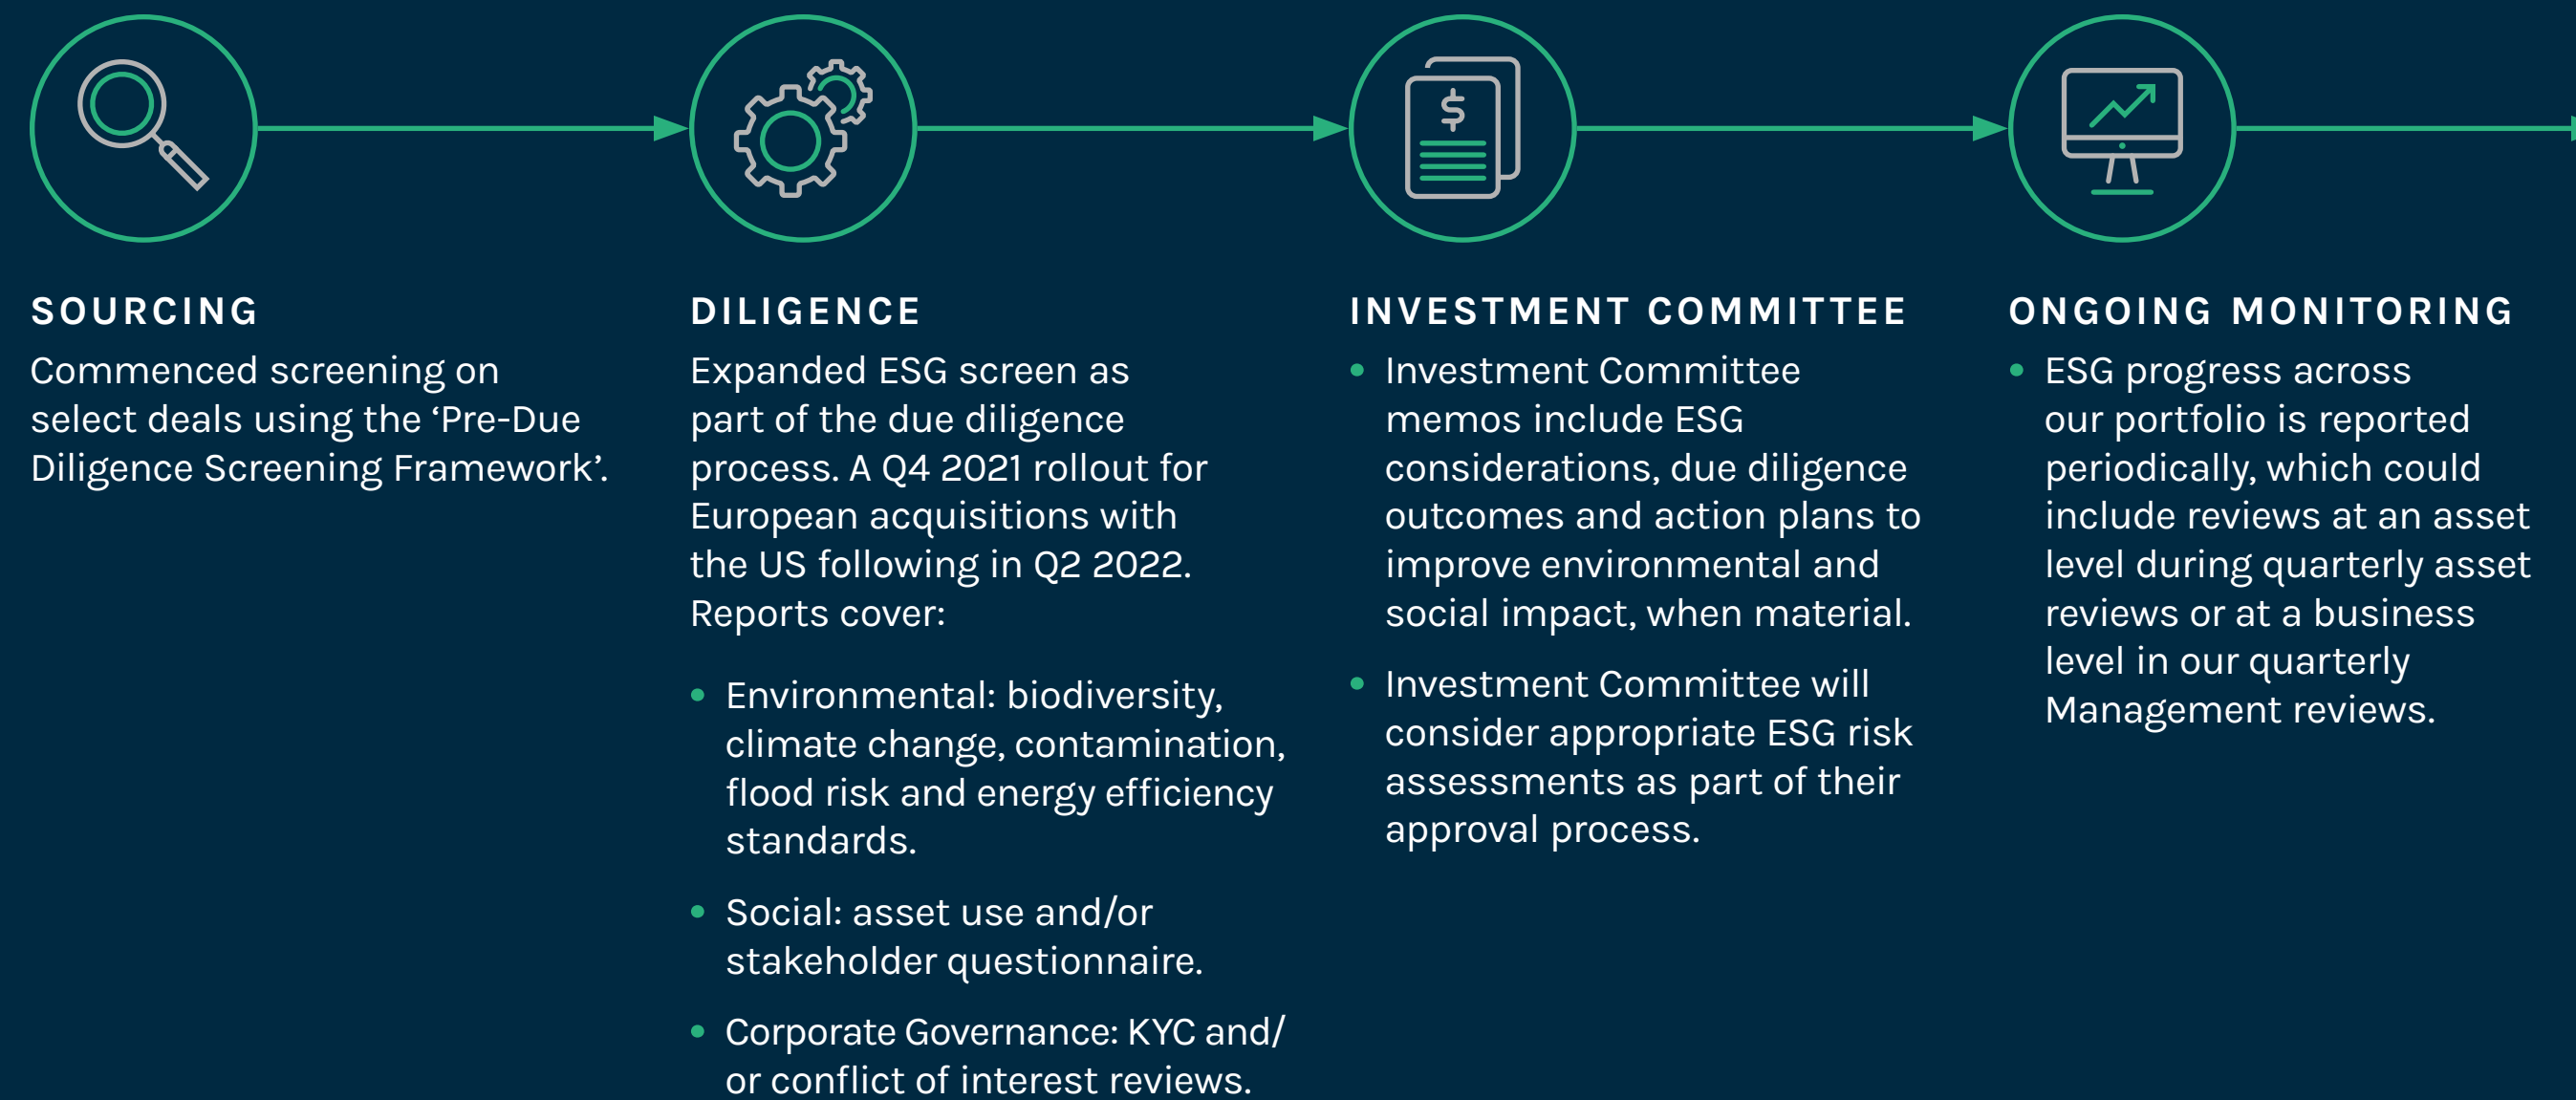 $
SOURCING
Commenced screening on
select deals using the ‘Pre-Due
Diligence Screening Framework’.
DILIGENCE
Expanded ESG screen as
part of the due diligence
process. A Q4 2021 rollout for
European acquisitions with
the US following in Q2 2022.
Reports cover:
• Environmental: biodiversity,
climate change, contamination,
flood risk and energy efficiency
standards.
• Social: asset use and/or
stakeholder questionnaire.
• Corporate Governance: KYC and/
or conflict of interest reviews.
INVESTMENT COMMITTEE
• Investment Committee
memos include ESG
considerations, due diligence
outcomes and action plans to
improve environmental and
social impact, when material.
• Investment Committee will
consider appropriate ESG risk
assessments as part of their
approval process.
ONGOING MONITORING
• ESG progress across
our portfolio is reported
periodically, which could
include reviews at an asset
level during quarterly asset
reviews or at a business
level in our quarterly
Management reviews.